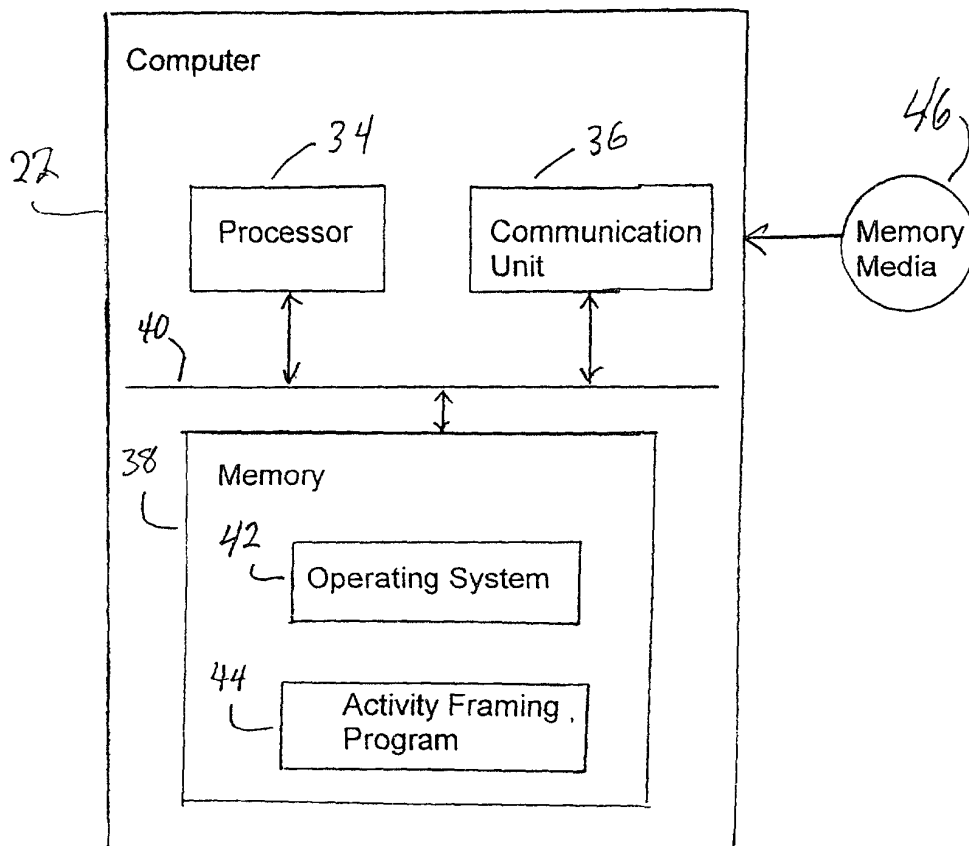 Computer
34
36
46
22
Processor
Communication
Unit
Memory
Media
40
38
Memory
42
Operating System
44
Activity Framing
Program